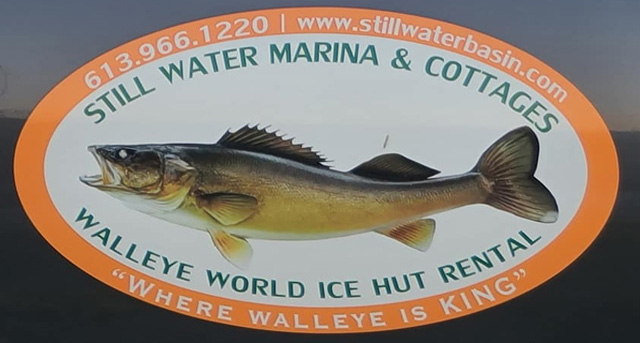 613.966.1220 | www.stillwaterbasin.com
STILL WATER MARINA & COTTAGES
WALLEYE WORLD ICE HUT RENTAL
"WHERE WALLEYE IS KING"